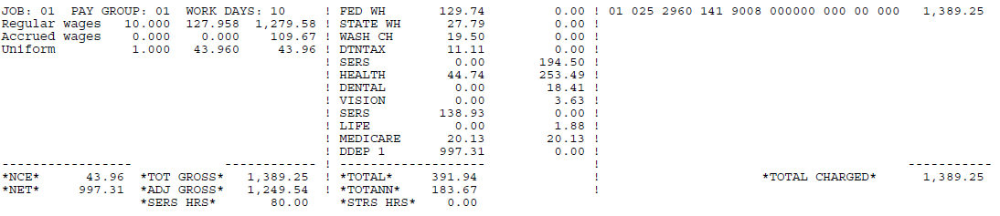 JOB: 01  PAY GROUP: 01  WORK DAYS: 10      ! FED WH       129.74          0.00 ! 01 025 2960 141 9008 000000 000 00 000   1,389.25
Regular wages   10.000  127.958  1,279.58 ! STATE WH      27.79          0.00 !
Accrued wages    0.000    0.000    109.67 ! WASH CH       19.50          0.00 !
Uniform          1.000   43.960     43.96 ! DTNTAX        11.11          0.00 !
! SERS           0.00        194.50 !
! HEALTH        44.74        253.49 !
! DENTAL         0.00         18.41 !
! VISION         0.00          3.63 !
! SERS         138.93          0.00 !
! LIFE           0.00          1.88 !
! MEDICARE      20.13         20.13 !
! DDEP 1       997.31          0.00 !
-----------------             ------------ ! -------------------               !                                          -----------
*NCE*      43.96  *TOT GROSS*   1,389.25 ! *TOTAL*      391.94               !                      *TOTAL CHARGED*      1,389.25
*NET*     997.31  *ADJ GROSS*   1,249.54 ! *TOTANN*     183.67               !
*SERS HRS*       80.00   *STRS HRS*     0.00